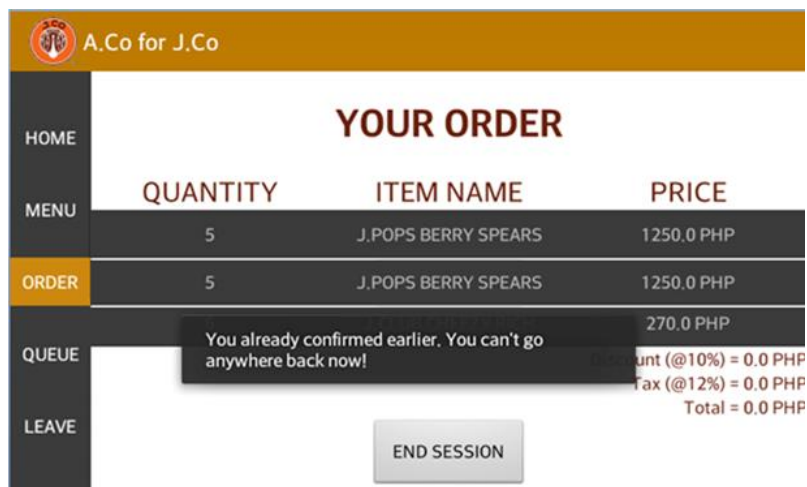 J.CO
A.Co for J.Co
HOME
MENU
ORDER
QUEUE
LEAVE
YOUR ORDER
QUANTITY ITEM NAME PRICE
5 J.POPS BERRY SPEARS 1250.0 PHP
5 J.POPS BERRY SPEARS 1250.0 PHP
270.0 PHP
You already confirmed earlier. You can't go
anywhere back now!
(@10%) = 0.0 PHP
Tax (@12%) = 0.0 PHP
Total = 0.0 PHP
END SESSION